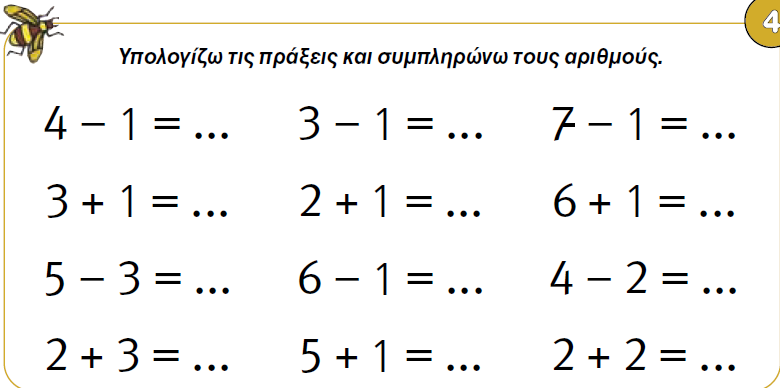 4
Υπολογίζω τις πράξεις και συμπληρώνω τους αριθμούς.
4 – 1 = ... 3 – 1 = ... 7 – 1 = ...
3 + 1 = ... 2 + 1 = ... 6 + 1 = ...
5 – 3 = ... 6 – 1 = ... 4 – 2 = ...
2 + 3 = ... 5 + 1 = ... 2 + 2 = ...